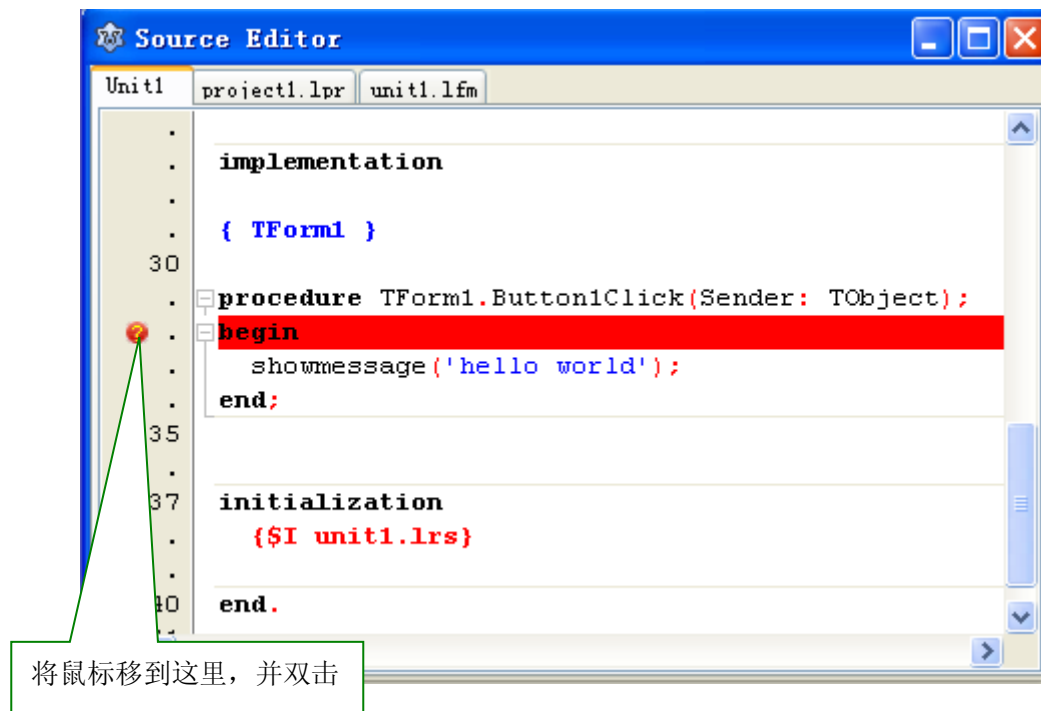 Source Editor
Unit1 project1.lpr unit1.lfm
.
. implementation
.
. { TForm1 }
30
. procedure TForm1.Button1Click(Sender: TObject);
. begin
. showmessage('hello world');
. end;
35
.
37 initialization
. {$I unit1.lrs}
.
40 end.
将鼠标移到这里，并双击